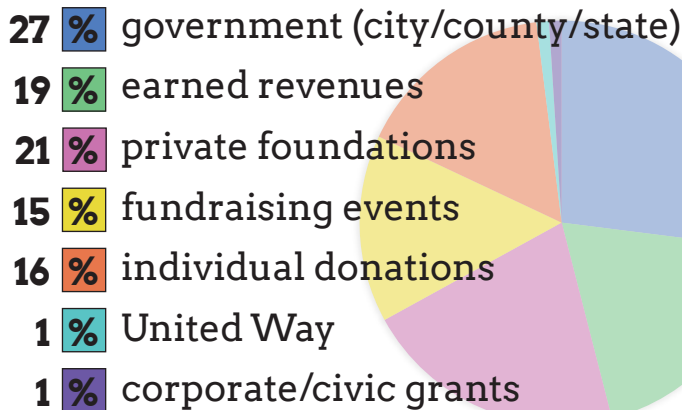 27 % government (city/county/state)
19 % earned revenues
21 % private foundations
15 % fundraising events
16 % individual donations
1 % United Way
1 % corporate/civic grants